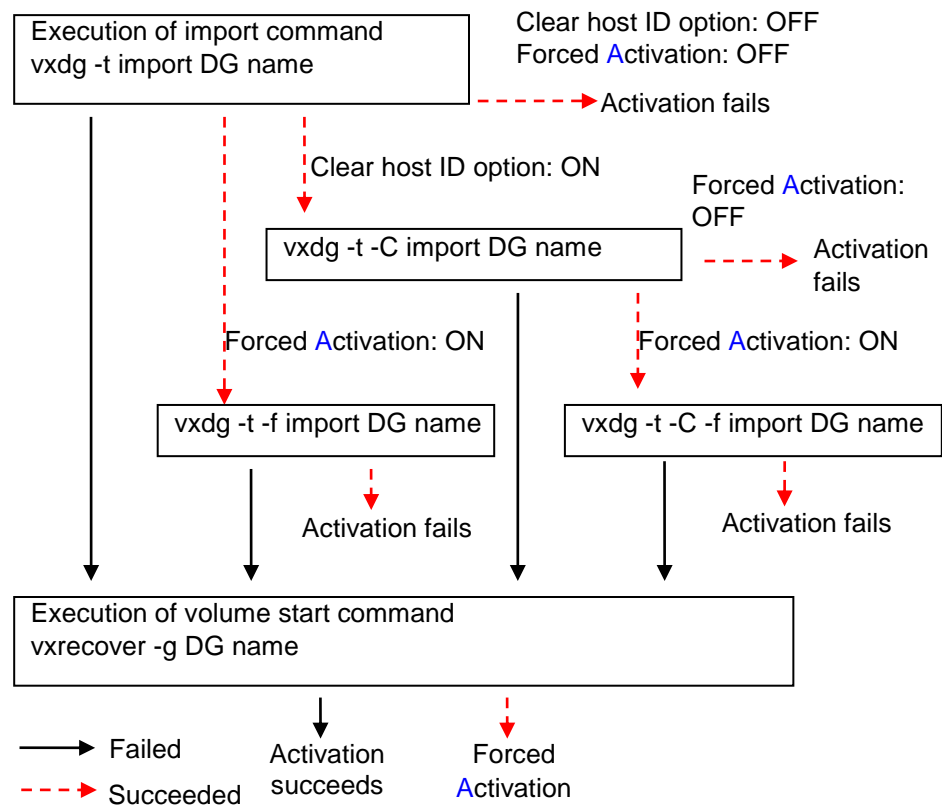 Execution of import command
vxdg -t import DG name
Clear host ID option: OFF
Forced Activation: OFF
Activation fails
Clear host ID option: ON
Forced Activation:
OFF
vxdg -t -C import DG name
Activation
fails
Forced Activation: ON
Forced Activation: ON
vxdg -t -f import DG name
vxdg -t -C -f import DG name
Activation fails
Activation fails
Execution of volume start command
vxrecover -g DG name
Failed
Succeeded
Activation
succeeds
Forced
Activation